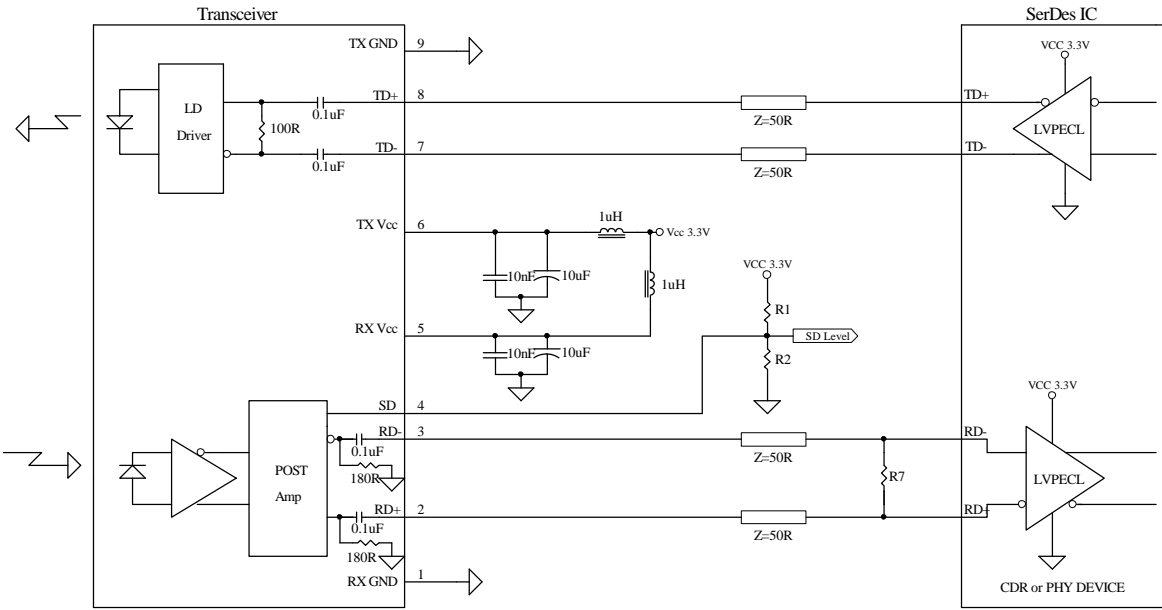 Transceiver
SerDes IC
TX GND 9
VCC 3.3V
LD
Driver
100R
0.1uF
TD+ 8
Z=50R
TD+
LVPECL
0.1uF
TD- 7
Z=50R
TD-
TX Vcc 6
1uH
Vcc 3.3V
10nF
10uF
1uH
VCC 3.3V
R1
SD Level
R2
RX Vcc 5
10nF
10uF
VCC 3.3V
SD 4
POST
Amp
RD- 3
0.1uF
180R
Z=50R
RD-
R7
LVPECL
RD+ 2
0.1uF
180R
Z=50R
RD+
RX GND 1
CDR or PHY DEVICE